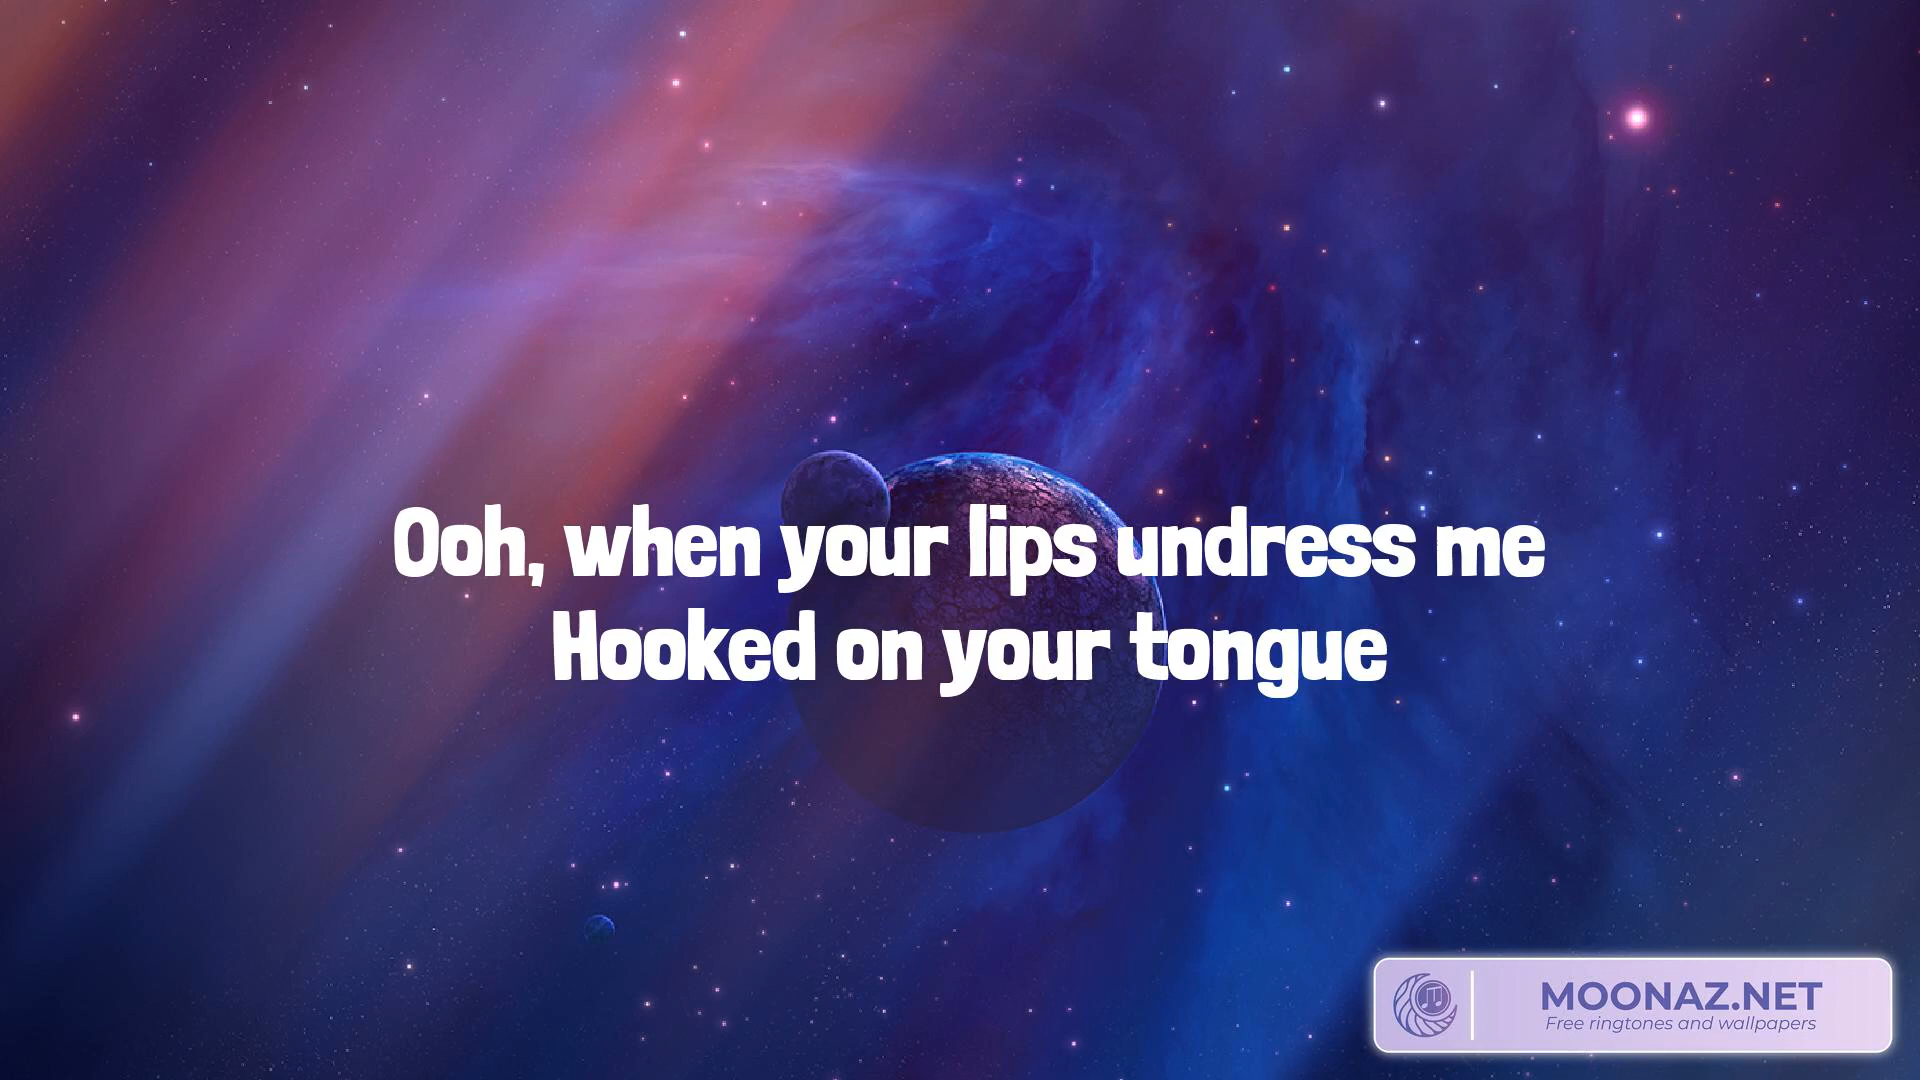 Ooh, when your lips undress me
Hooked on your tongue
MOONAZ.NET
Free ringtones and wallpapers